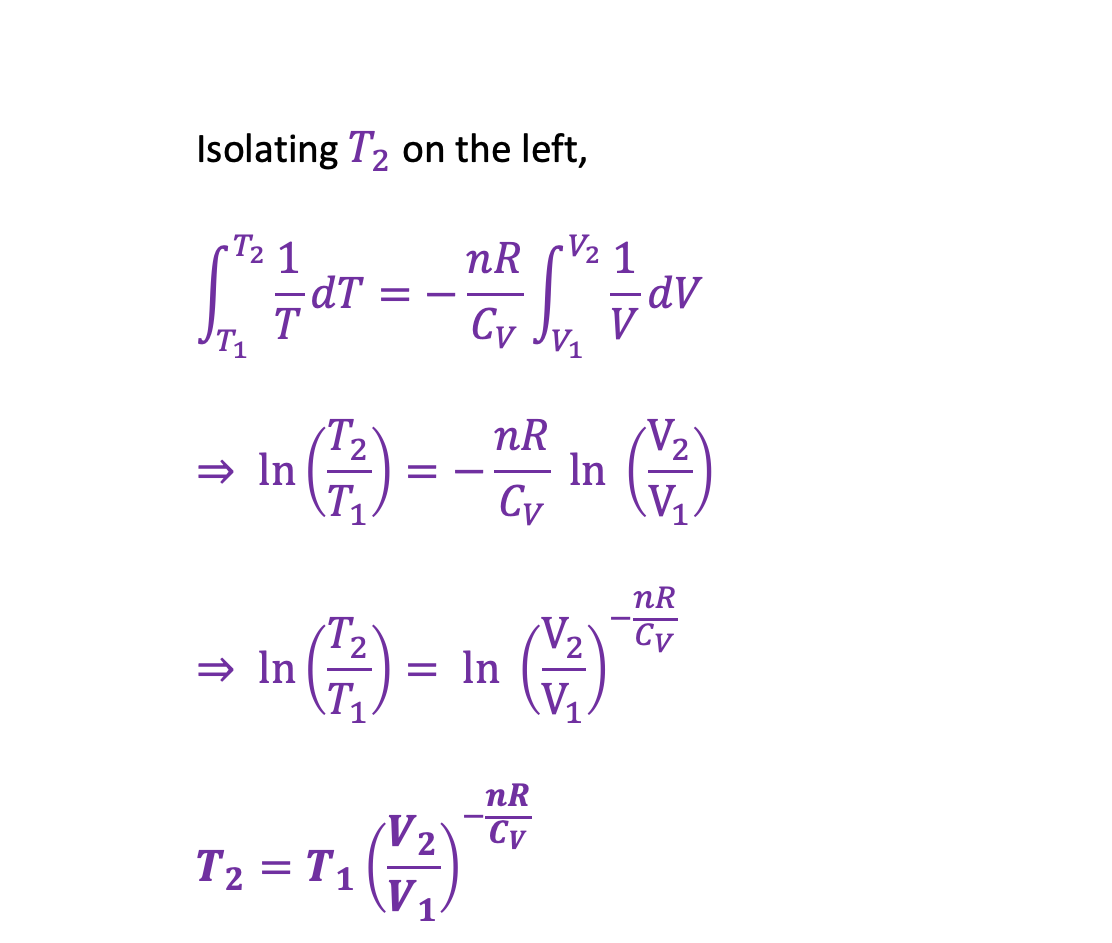 Isolating T₂ on the left,
∫_{T₁}^{T₂} 1/T dT = − nR/C_V ∫_{V₁}^{V₂} 1/V dV
⇒ ln(T₂/T₁) = − nR/C_V ln (V₂/V₁)
⇒ ln(T₂/T₁) = ln (V₂/V₁)^{−nR/C_V}
T₂ = T₁(V₂/V₁)^{−nR/C_V}